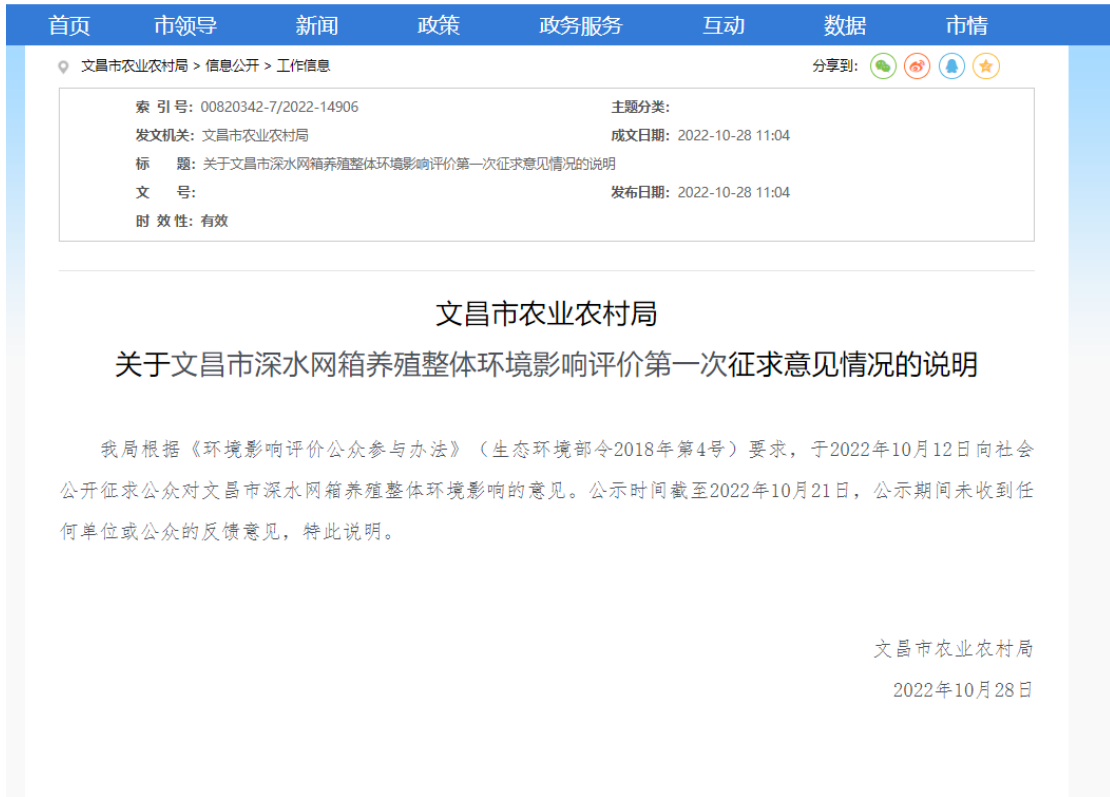 首页 市领导 新闻 政策 政务服务 互动 数据 市情
文昌市农业农村局 > 信息公开 > 工作信息 分享到:
索 引 号: 00820342-7/2022-14906 主题分类:
发文机关: 文昌市农业农村局 成文日期: 2022-10-28 11:04
标 题: 关于文昌市深水网箱养殖整体环境影响评价第一次征求意见情况的说明
文 号: 发布日期: 2022-10-28 11:04
时 效 性: 有效
文昌市农业农村局
关于文昌市深水网箱养殖整体环境影响评价第一次征求意见情况的说明
我局根据《环境影响评价公众参与办法》（生态环境部令2018年第4号）要求，于2022年10月12日向社会
公开征求公众对文昌市深水网箱养殖整体环境影响的意见。公示时间截至2022年10月21日，公示期间未收到任
何单位或公众的反馈意见，特此说明。
文昌市农业农村局
2022年10月28日